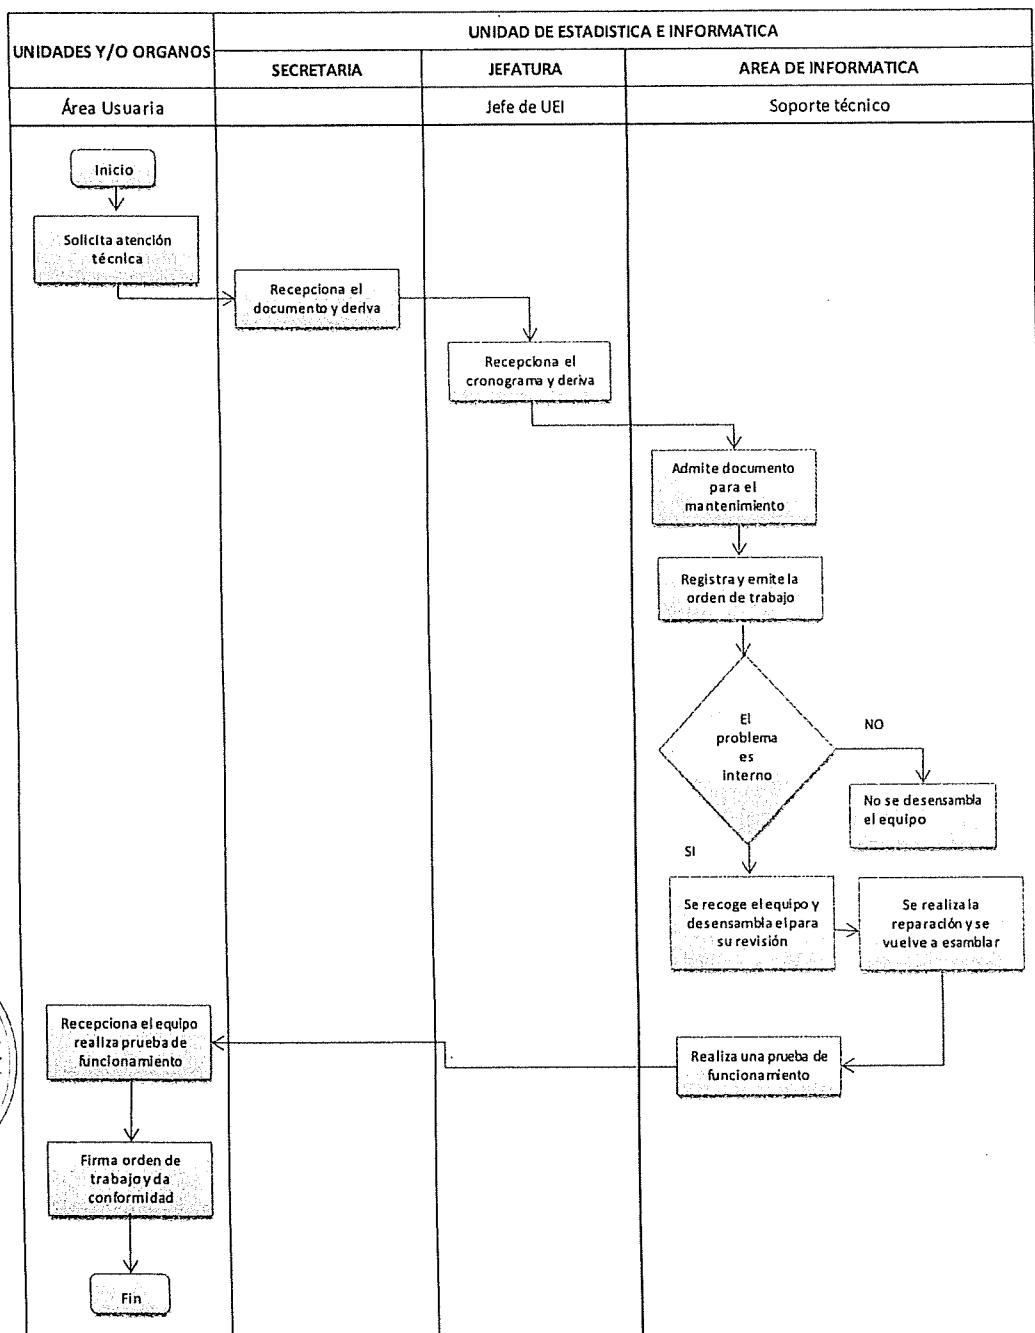 UNIDADES Y/O ORGANOS
UNIDAD DE ESTADISTICA E INFORMATICA
SECRETARIA
JEFATURA
AREA DE INFORMATICA
Área Usuaria
Jefe de UEI
Soporte técnico
Inicio
Solicita atención
técnica
Recepciona el
documento y deriva
Recepciona el
cronograma y deriva
Admite documento
para el
mantenimiento
Registra y emite la
orden de trabajo
El
problema
es
interno
NO
No se desensambla
el equipo
SI
Se recoge el equipo y
desensambla el para
su revisión
Se realiza la
reparación y se
vuelve a esamblar
Realiza una prueba de
funcionamiento
Recepciona el equipo
realiza prueba de
funcionamiento
Firma orden de
trabajo y da
conformidad
Fin